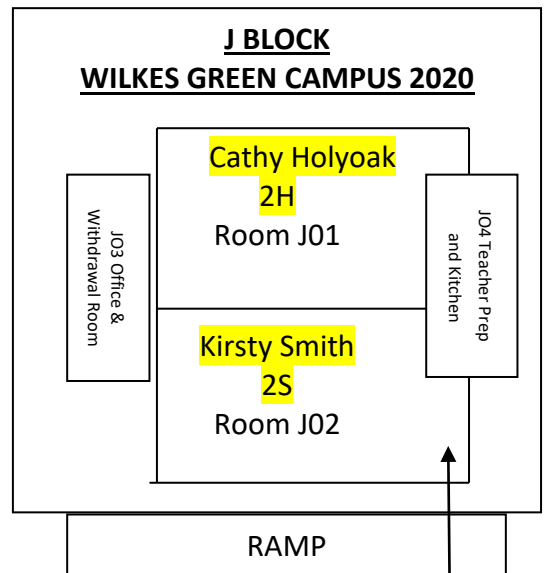 J BLOCK
WILKES GREEN CAMPUS 2020
Cathy Holyoak
2H
Room J01
JO3 Office &
Withdrawal Room
JO4 Teacher Prep
and Kitchen
Kirsty Smith
2S
Room J02
RAMP